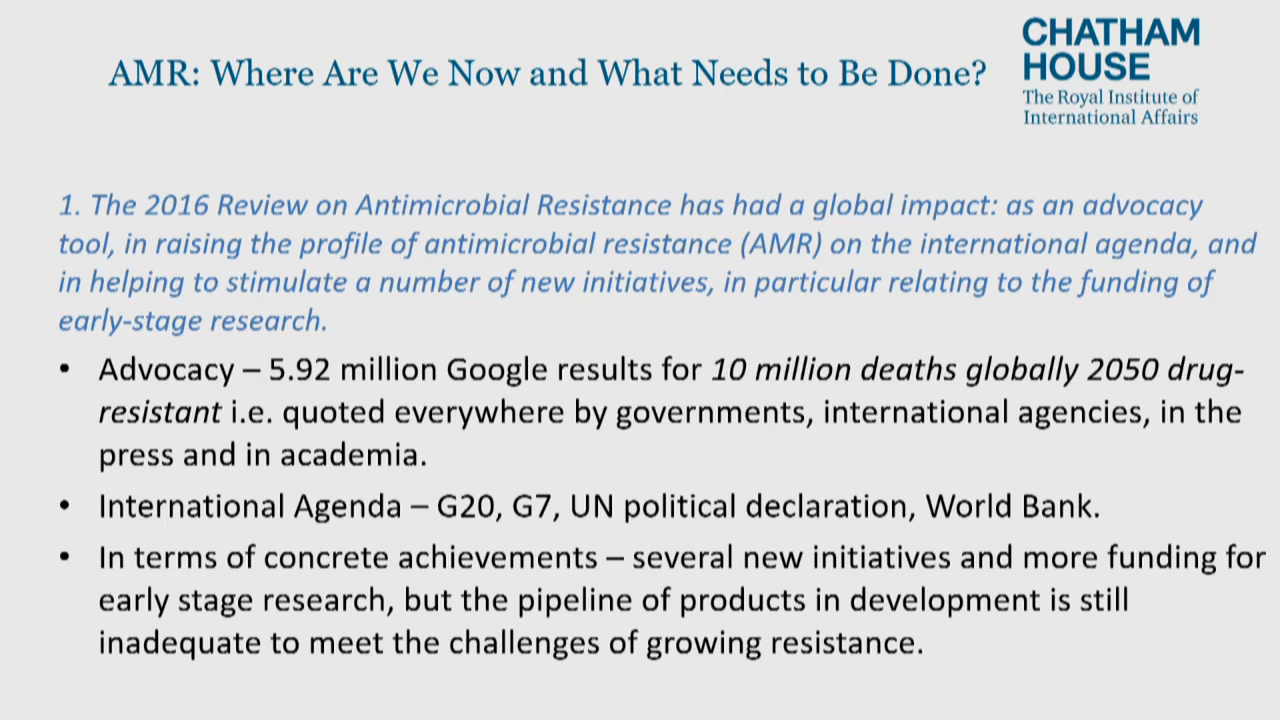 AMR: Where Are We Now and What Needs to Be Done?
CHATHAM
HOUSE
The Royal Institute of
International Affairs
1. The 2016 Review on Antimicrobial Resistance has had a global impact: as an advocacy
tool, in raising the profile of antimicrobial resistance (AMR) on the international agenda, and
in helping to stimulate a number of new initiatives, in particular relating to the funding of
early-stage research.
• Advocacy – 5.92 million Google results for 10 million deaths globally 2050 drug-
resistant i.e. quoted everywhere by governments, international agencies, in the
press and in academia.
• International Agenda – G20, G7, UN political declaration, World Bank.
• In terms of concrete achievements – several new initiatives and more funding for
early stage research, but the pipeline of products in development is still
inadequate to meet the challenges of growing resistance.